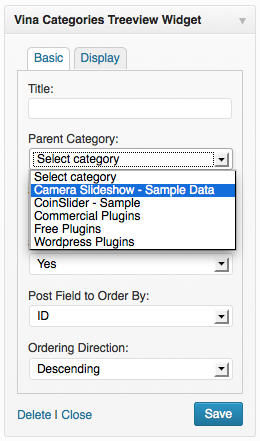 Vina Categories Treeview Widget
Basic Display
Title:
Parent Category:
Select category
Select category
Camera Slideshow - Sample Data
CoinSlider - Sample
Commercial Plugins
Free Plugins
Wordpress Plugins
Yes
Post Field to Order By:
ID
Ordering Direction:
Descending
Delete I Close Save